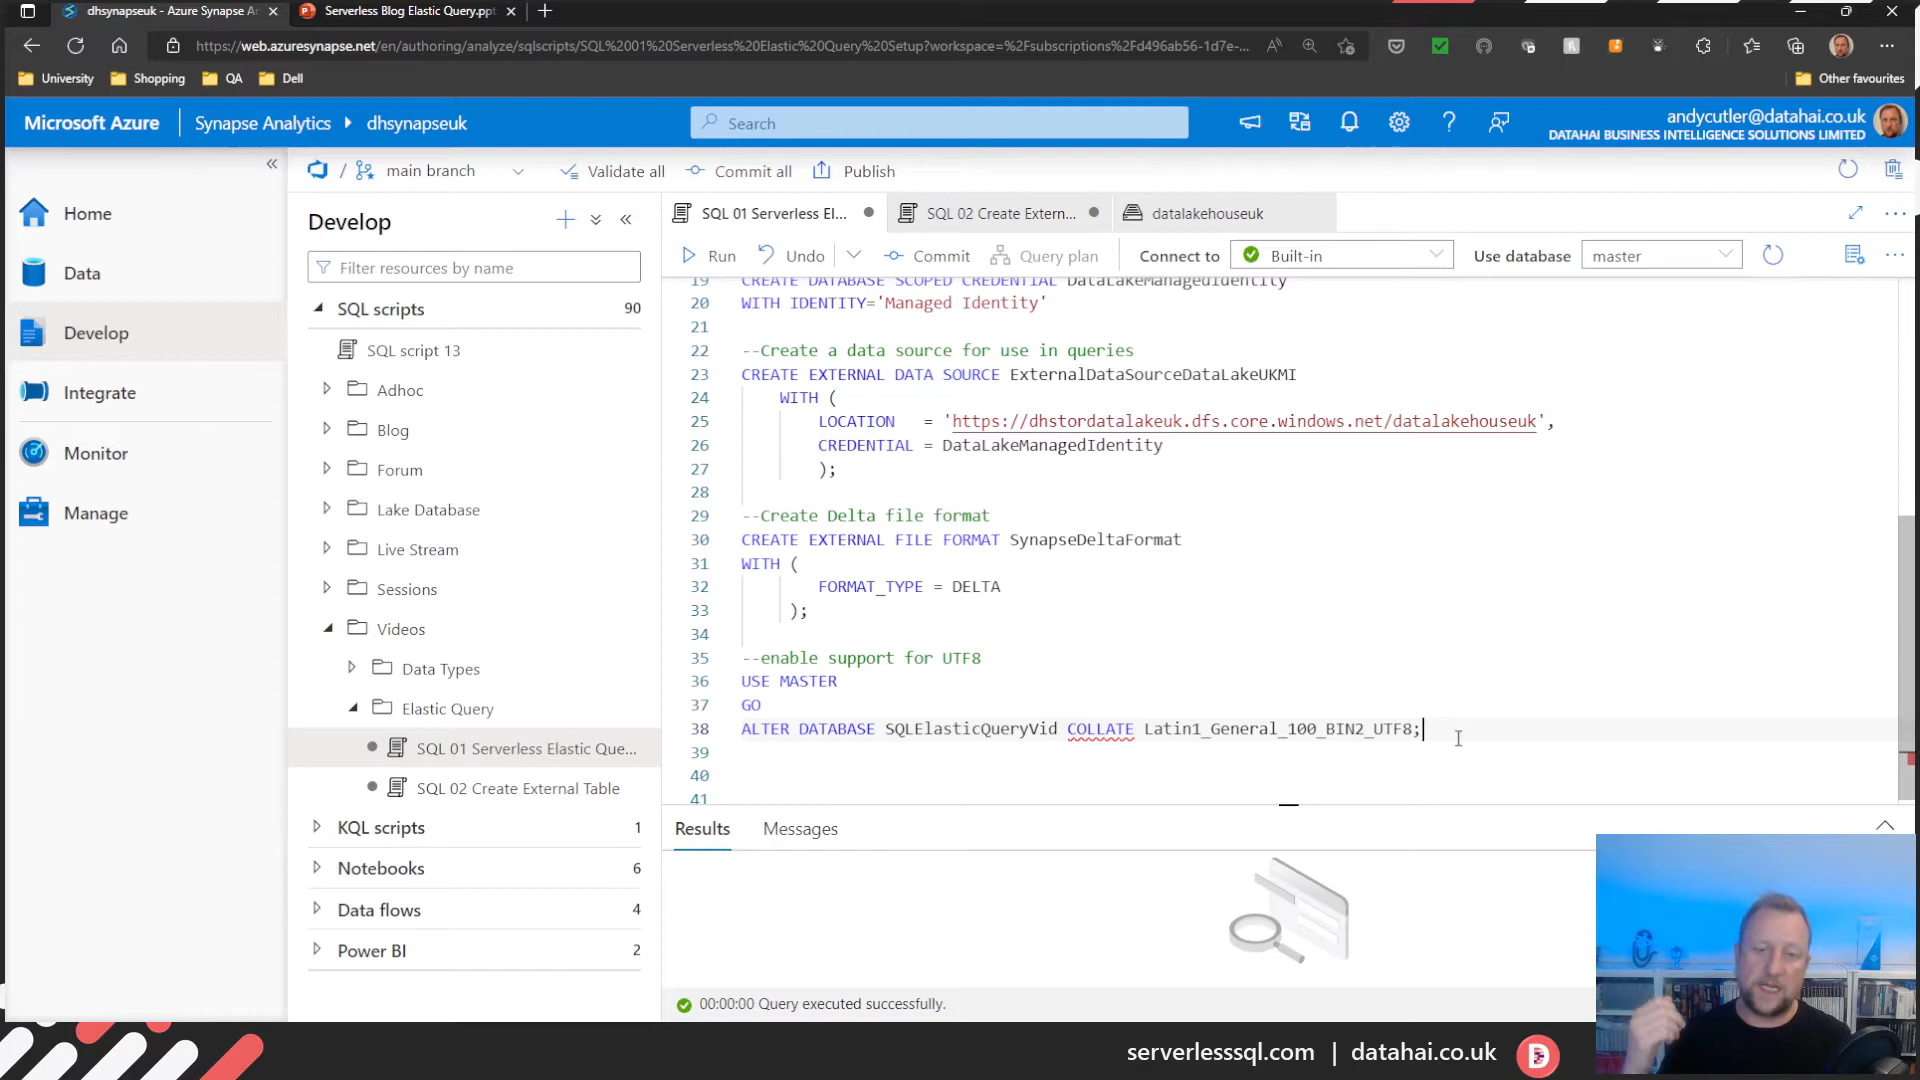 dhsynapseuk - Azure Synapse An
Serverless Blog Elastic Query.ppt
https://web.azuresynapse.net/en/authoring/analyze/sqlscripts/SQL%2001%20Serverless%20Elastic%20Query%20Setup?workspace=%2Fsubscriptions%2Fd496ab56-1d7e-...
University
Shopping
QA
Dell
Other favourites
Microsoft Azure
Synapse Analytics
dhsynapseuk
Search
andycutler@datahai.co.uk
DATAHAI BUSINESS INTELLIGENCE SOLUTIONS LIMITED
/ main branch
Validate all
Commit all
Publish
Home
Data
Develop
Integrate
Monitor
Manage
Develop
Filter resources by name
SQL scripts 90
SQL script 13
Adhoc
Blog
Forum
Lake Database
Live Stream
Sessions
Videos
Data Types
Elastic Query
SQL 01 Serverless Elastic Que...
SQL 02 Create External Table
KQL scripts 1
Notebooks 6
Data flows 4
Power BI 2
SQL 01 Serverless El...
SQL 02 Create Extern...
datalakehouseuk
Run
Undo
Commit
Query plan
Connect to
Built-in
Use database
master
19 CREATE DATABASE SCOPED CREDENTIAL DataLakeManagedIdentity
20 WITH IDENTITY='Managed Identity'
21
22 --Create a data source for use in queries
23 CREATE EXTERNAL DATA SOURCE ExternalDataSourceDataLakeUKMI
24 WITH (
25 LOCATION = 'https://dhstordatalakeuk.dfs.core.windows.net/datalakehouseuk',
26 CREDENTIAL = DataLakeManagedIdentity
27 );
28
29 --Create Delta file format
30 CREATE EXTERNAL FILE FORMAT SynapseDeltaFormat
31 WITH (
32 FORMAT_TYPE = DELTA
33 );
34
35 --enable support for UTF8
36 USE MASTER
37 GO
38 ALTER DATABASE SQLElasticQueryVid COLLATE Latin1_General_100_BIN2_UTF8;
39
40
41
Results
Messages
00:00:00 Query executed successfully.
serverlesssql.com | datahai.co.uk